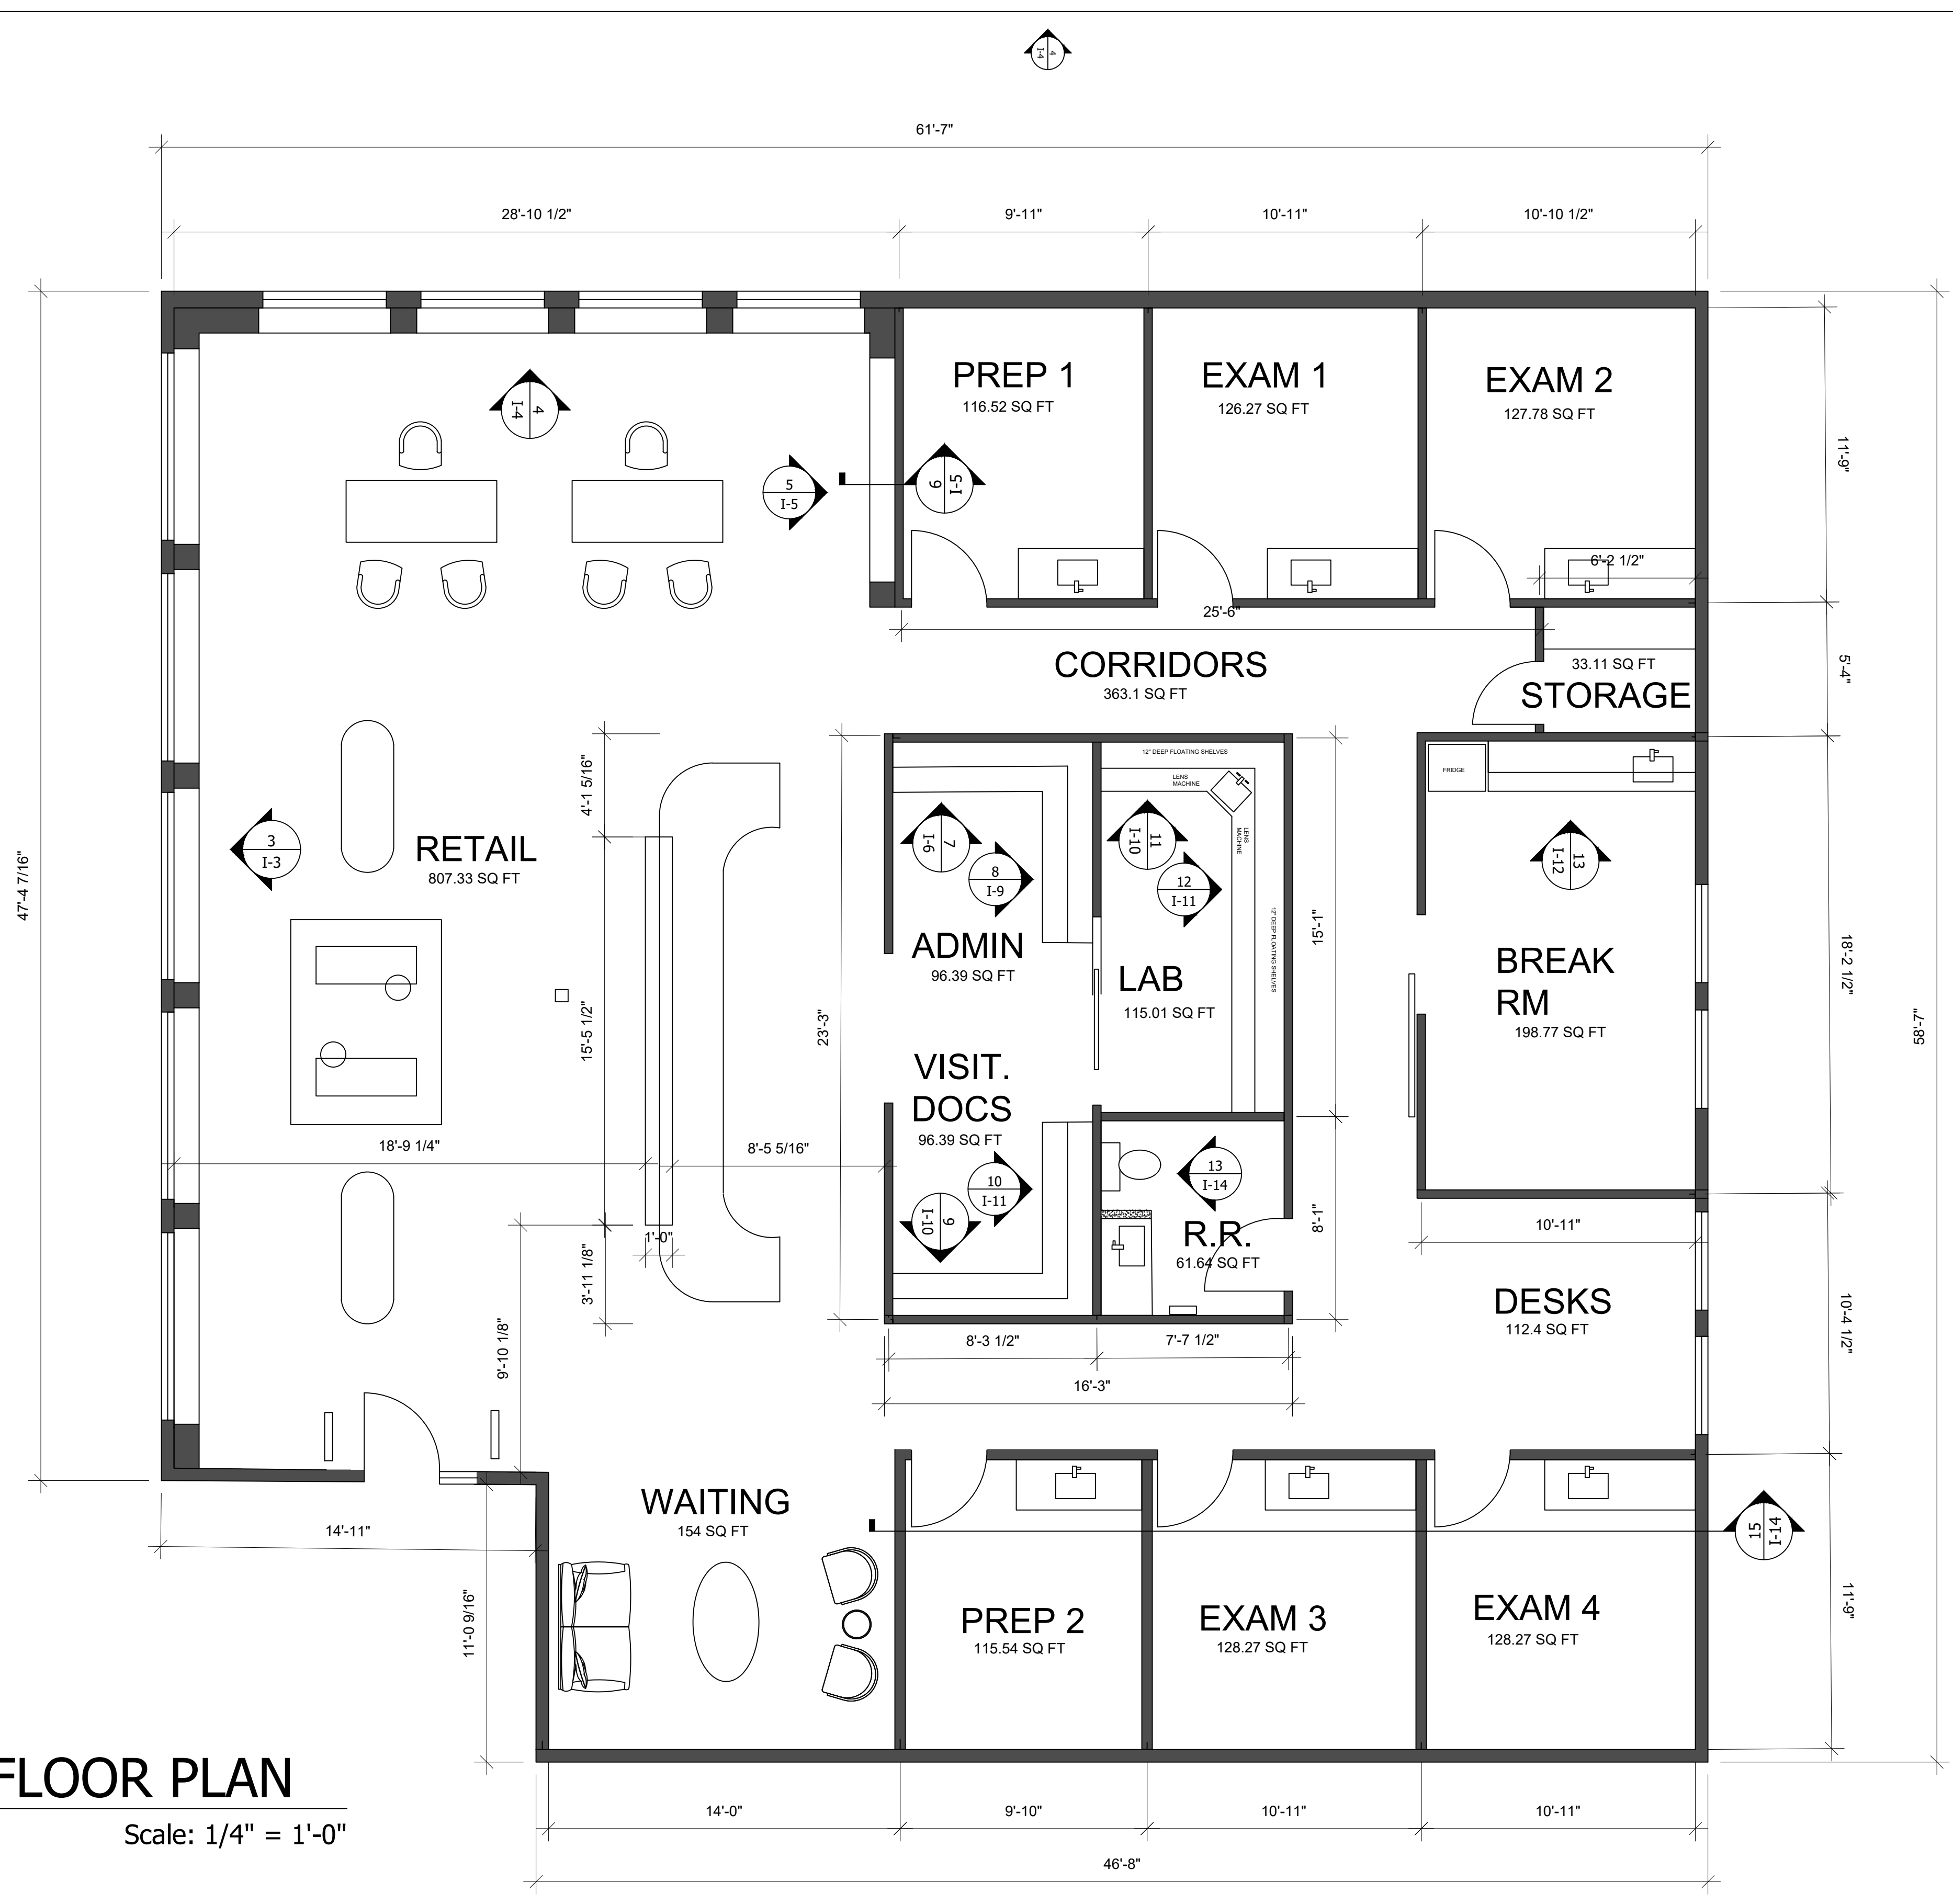 4
I-4
61'-7"
28'-10 1/2"
9'-11"
10'-11"
10'-10 1/2"
PREP 1
116.52 SQ FT
EXAM 1
126.27 SQ FT
EXAM 2
127.78 SQ FT
4
I-4
5
I-5
6
I-5
11'-9"
6'-2 1/2"
25'-6"
CORRIDORS
363.1 SQ FT
33.11 SQ FT
STORAGE
5'-4"
4'-1 5/16"
12" DEEP FLOATING SHELVES
LENS
MACHINE
LENS
MACHINE
12" DEEP FLOATING SHELVES
FRIDGE
3
I-3
RETAIL
807.33 SQ FT
7
I-6
8
I-9
11
I-10
12
I-11
13
I-12
47'-4 7/16"
15'-5 1/2"
23'-3"
15'-1"
18'-2 1/2"
58'-7"
ADMIN
96.39 SQ FT
LAB
115.01 SQ FT
BREAK
RM
198.77 SQ FT
VISIT.
DOCS
96.39 SQ FT
18'-9 1/4"
8'-5 5/16"
10
I-11
9
I-10
13
I-14
R.R.
61.64 SQ FT
8'-1"
1'-0"
3'-11 1/8"
9'-10 1/8"
10'-11"
DESKS
112.4 SQ FT
10'-4 1/2"
8'-3 1/2"
7'-7 1/2"
16'-3"
WAITING
154 SQ FT
14'-11"
11'-0 9/16"
15
I-14
PREP 2
115.54 SQ FT
EXAM 3
128.27 SQ FT
EXAM 4
128.27 SQ FT
11'-9"
FLOOR PLAN
Scale: 1/4" = 1'-0"
14'-0"
9'-10"
10'-11"
10'-11"
46'-8"